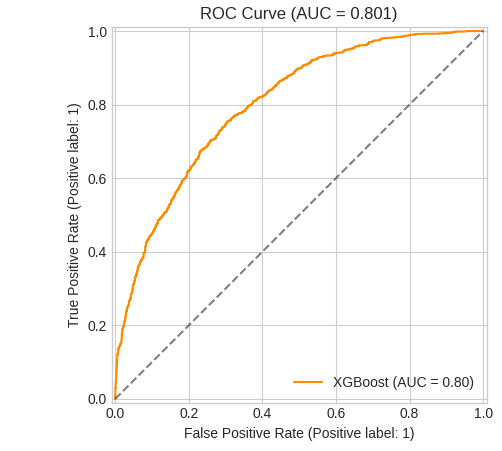 ROC Curve (AUC = 0.801)
1.0
0.8
0.6
0.4
0.2
0.0
True Positive Rate (Positive label: 1)
XGBoost (AUC = 0.80)
0.0 0.2 0.4 0.6 0.8 1.0
False Positive Rate (Positive label: 1)